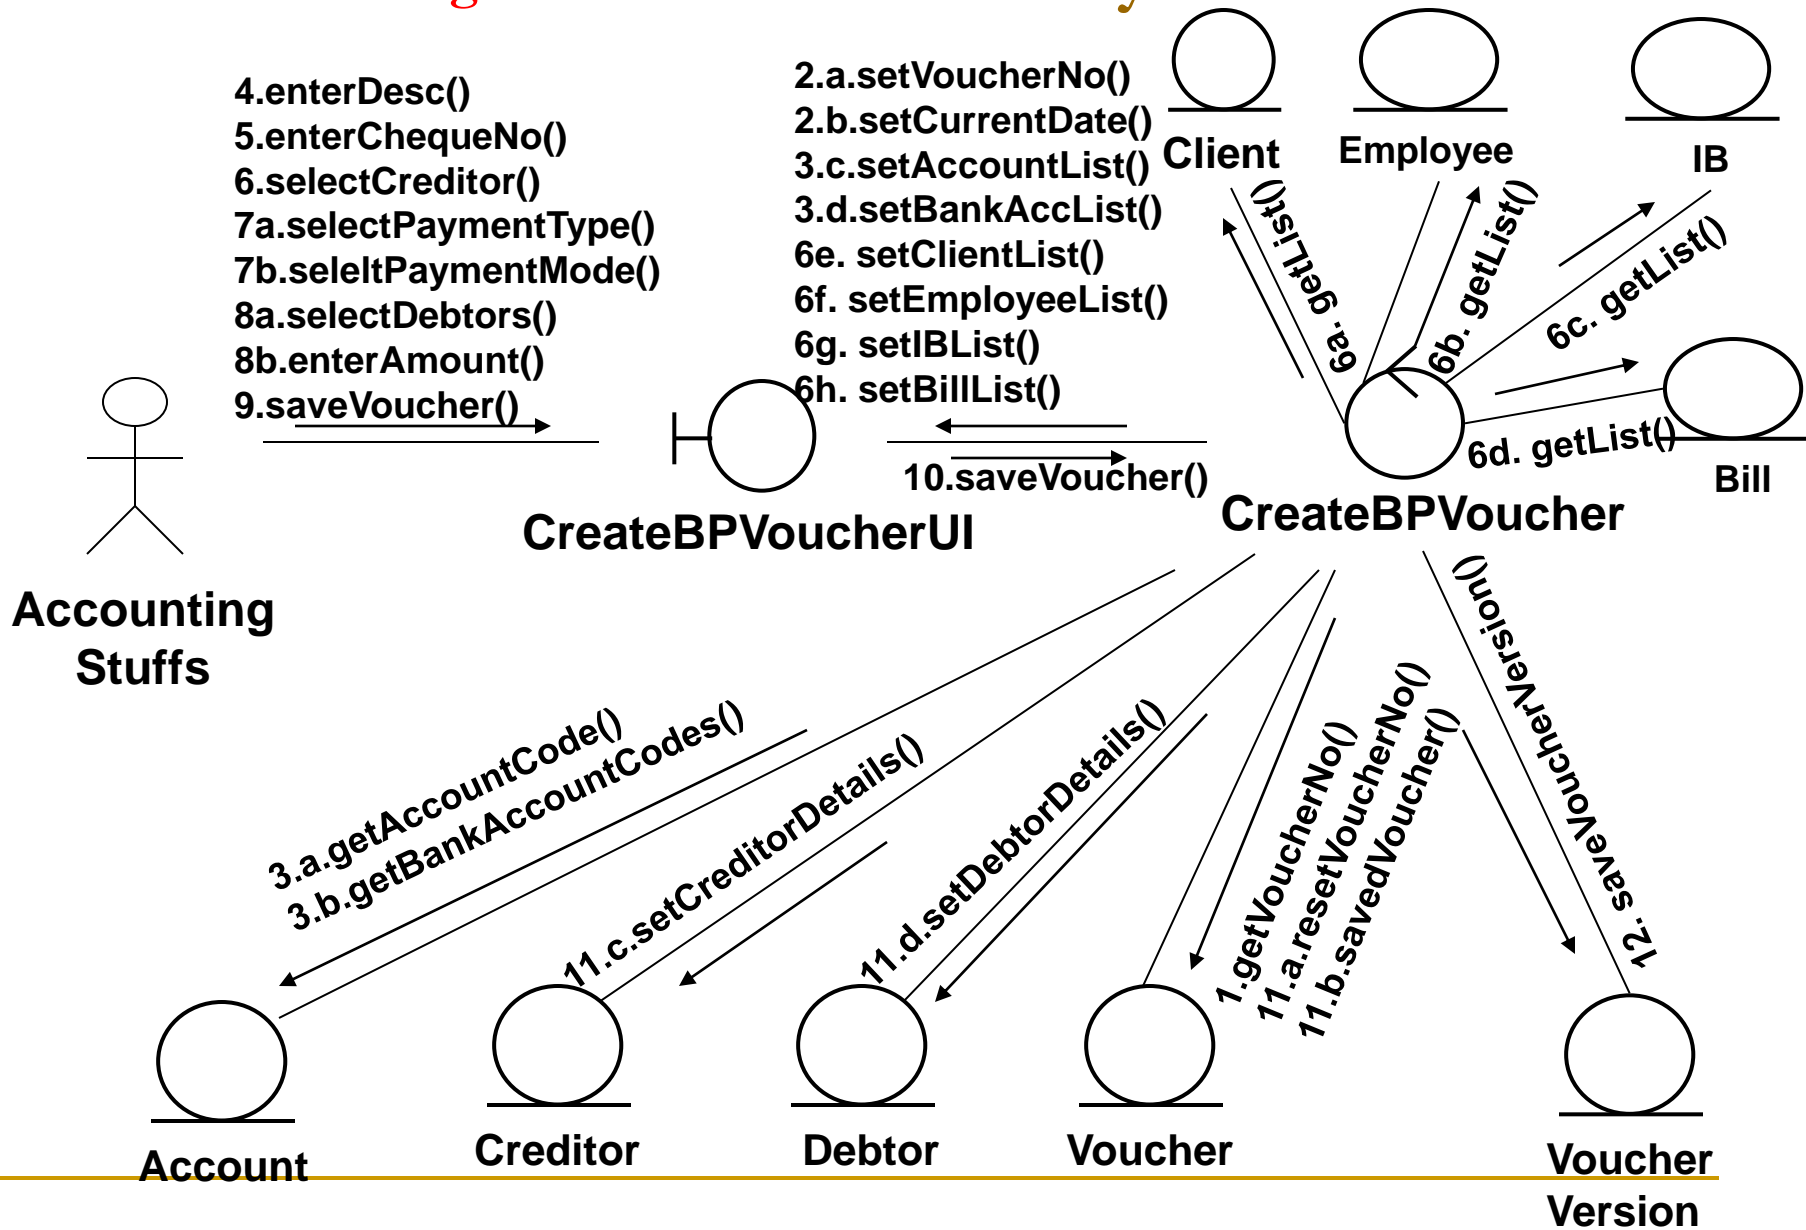 4.enterDesc()
5.enterChequeNo()
6.selectCreditor()
7a.selectPaymentType()
7b.seleltPaymentMode()
8a.selectDebtors()
8b.enterAmount()
9.saveVoucher()
2.a.setVoucherNo()
2.b.setCurrentDate()
3.c.setAccountList()
3.d.setBankAccList()
6e. setClientList()
6f. setEmployeeList()
6g. setIBList()
6h. setBillList()
10.saveVoucher()
Client
Employee
IB
6a. getList()
6b. getList()
6c. getList()
6d. getList()
Bill
CreateBPVoucherUI
CreateBPVoucher
Accounting
Stuffs
3.a.getAccountCode()
3.b.getBankAccountCodes()
11.c.setCreditorDetails()
11.d.setDebtorDetails()
1.getVoucherNo()
11.a.resetVoucherNo()
11.b.savedVoucher()
12. saveVoucherVersion()
Account
Creditor
Debtor
Voucher
Voucher
Version